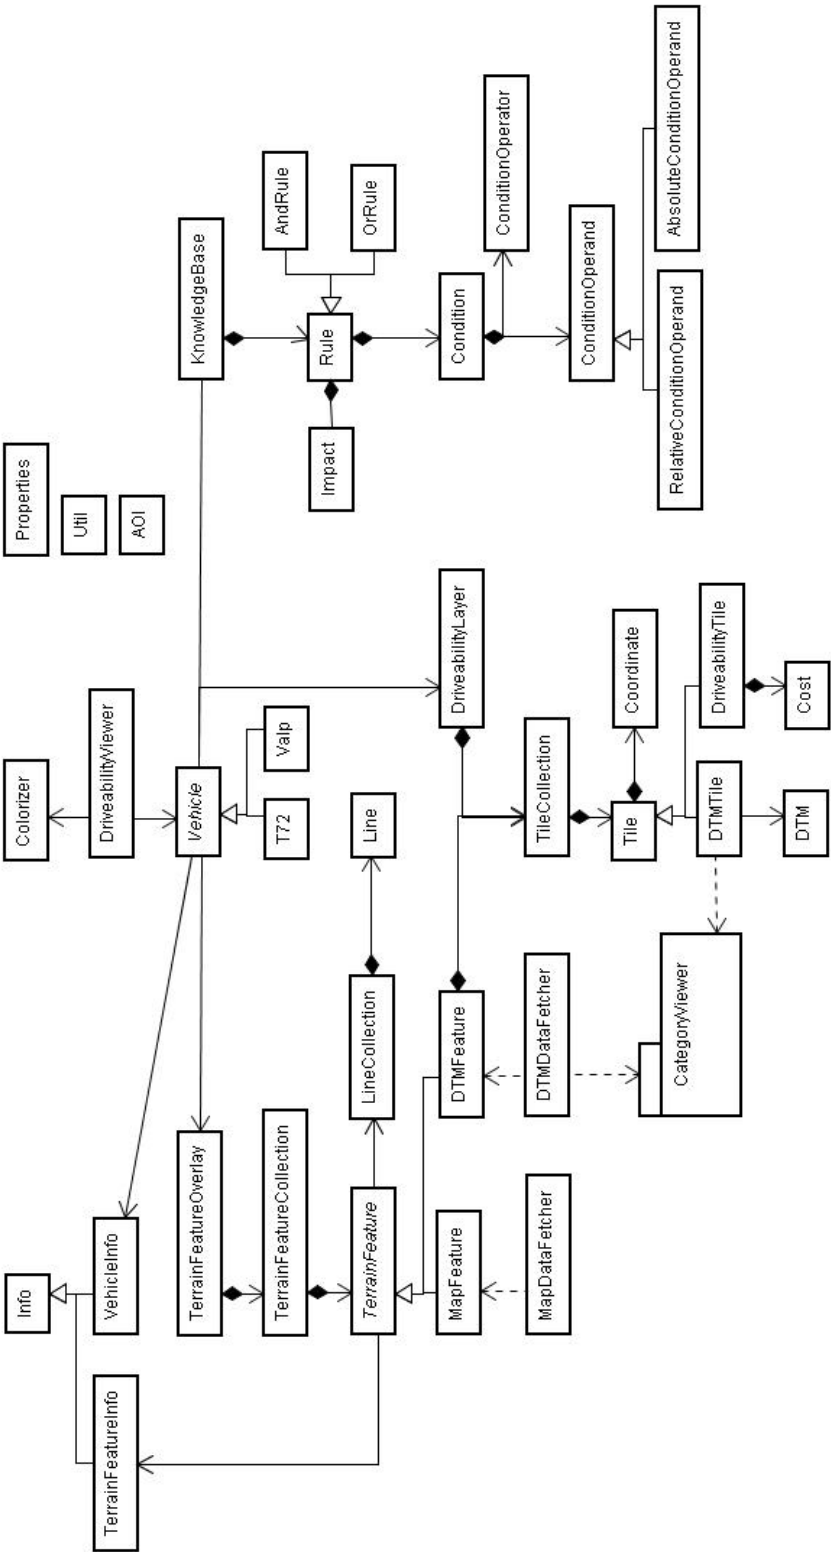 TerrainFeatureInfo
Info
VehicleInfo
TerrainFeatureOverlay
TerrainFeatureCollection
TerrainFeature
MapFeature
MapDataFetcher
LineCollection
Line
DTMFeature
DTMDataFetcher
CategoryViewer
Colorizer
DriveabilityViewer
Vehicle
T72
Valp
DriveabilityLayer
TileCollection
Tile
Coordinate
DTMTile
DriveabilityTile
DTM
Cost
Properties
Util
AOI
KnowledgeBase
Rule
Impact
AndRule
OrRule
Condition
ConditionOperator
ConditionOperand
RelativeConditionOperand
AbsoluteConditionOperand